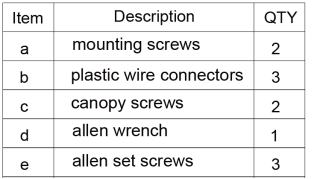 Item Description QTY
a mounting screws 2
b plastic wire connectors 3
c canopy screws 2
d allen wrench 1
e allen set screws 3